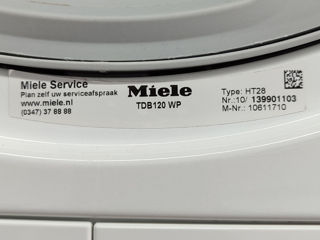 Miele Service
Plan zelf uw serviceafspraak
www.miele.nl
(0347) 37 88 88
Miele
TDB120 WP
Type: HT28
Nr.:10/ 139901103
M-Nr.: 10611710